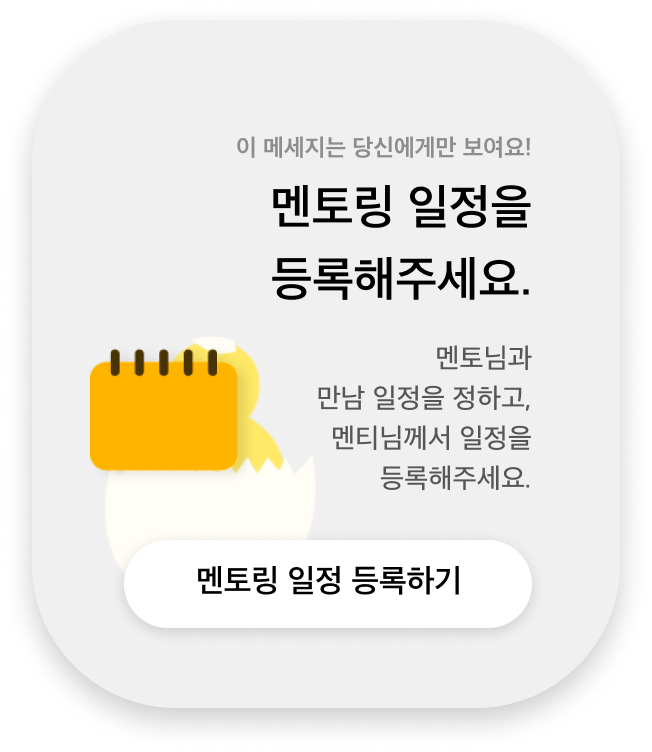 이 메세지는 당신에게만 보여요!
멘토링 일정을
등록해주세요.
멘토님과
만남 일정을 정하고,
멘티님께서 일정을
등록해주세요.
멘토링 일정 등록하기